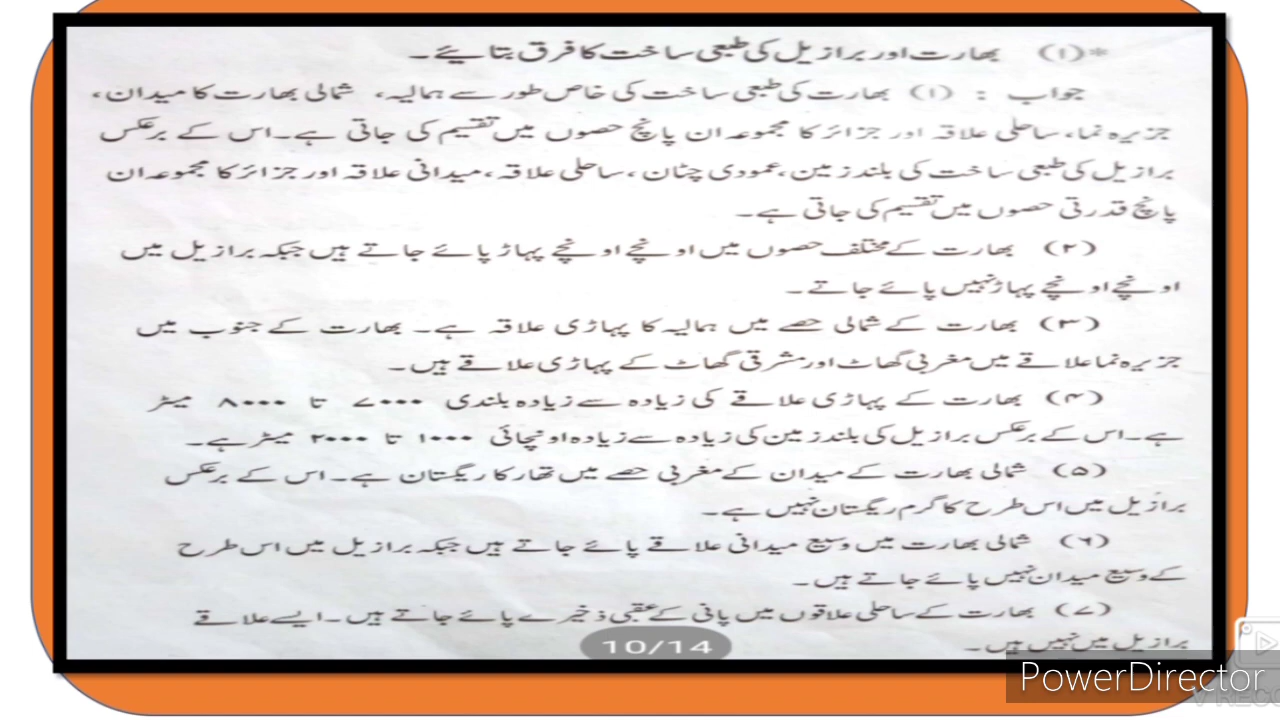 *(۱) بھارت اور برازیل کی طبعی ساخت کا فرق بتائیے۔
جواب : (۱) بھارت کی طبعی ساخت کی خاص طور سے ہمالیہ، شمالی بھارت کا میدان،
جزیرہ نما، ساحلی علاقہ اور جزائر کا مجموعہ ان پانچ حصوں میں تقسیم کی جاتی ہے۔ اس کے برعکس
برازیل کی طبعی ساخت کی بلند زمین، عمودی چٹان، ساحلی علاقہ، میدانی علاقہ اور جزائر کا مجموعہ ان
پانچ قدرتی حصوں میں تقسیم کی جاتی ہے۔
(۲) بھارت کے مختلف حصوں میں اونچے اونچے پہاڑ پائے جاتے ہیں جبکہ برازیل میں
اونچے اونچے پہاڑ نہیں پائے جاتے۔
(۳) بھارت کے شمالی حصے میں ہمالیہ کا پہاڑی علاقہ ہے۔ بھارت کے جنوب میں
جزیرہ نما علاقے میں مغربی گھاٹ اور مشرقی گھاٹ کے پہاڑی علاقے ہیں۔
(۴) بھارت کے پہاڑی علاقے کی زیادہ سے زیادہ بلندی ۷۰۰۰ تا ۸۰۰۰ میٹر
ہے۔ اس کے برعکس برازیل کی بلند زمین کی زیادہ سے زیادہ اونچائی ۱۰۰۰ تا ۲۰۰۰ میٹر ہے۔
(۵) شمالی بھارت کے میدان کے مغربی حصے میں تھار کا ریگستان ہے۔ اس کے برعکس
برازیل میں اس طرح کا گرم ریگستان نہیں ہے۔
(۶) شمالی بھارت میں وسیع میدانی علاقے پائے جاتے ہیں جبکہ برازیل میں اس طرح
کے وسیع میدان نہیں پائے جاتے ہیں۔
(۷) بھارت کے ساحلی علاقوں میں پانی کے عقبی ذخیرے پائے جاتے ہیں۔ ایسے علاقے
برازیل میں نہیں ہیں۔
10/14
PowerDirector